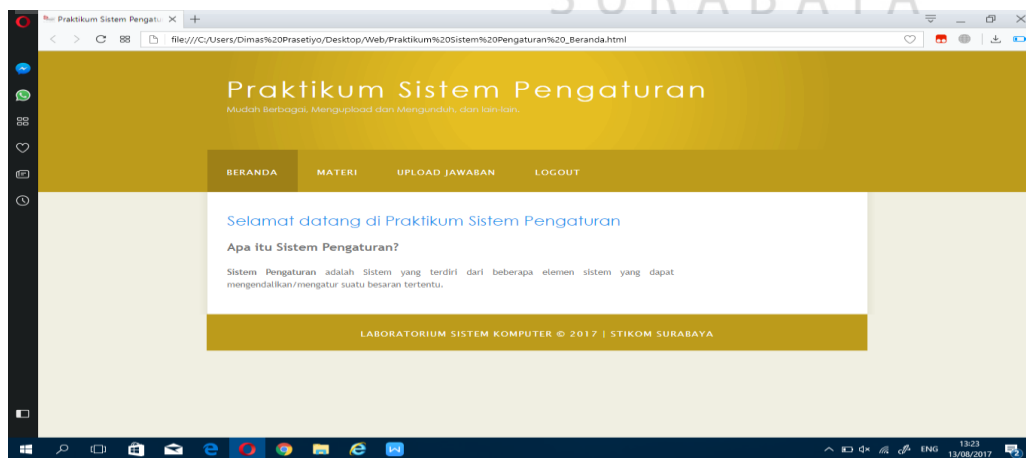 SURABAYA
Praktikum Sistem Pengatu
file:///C:/Users/Dimas%20Prasetiyo/Desktop/Web/Praktikum%20Sistem%20Pengaturan%20_Beranda.html
Praktikum Sistem Pengaturan
Mudah Berbagai, Mengupload dan Mengunduh, dan lain-lain.
BERANDA MATERI UPLOAD JAWABAN LOGOUT
Selamat datang di Praktikum Sistem Pengaturan
Apa itu Sistem Pengaturan?
Sistem Pengaturan adalah Sistem yang terdiri dari beberapa elemen sistem yang dapat
mengendalikan/mengatur suatu besaran tertentu.
LABORATORIUM SISTEM KOMPUTER © 2017 | STIKOM SURABAYA
ENG
13:23
13/08/2017